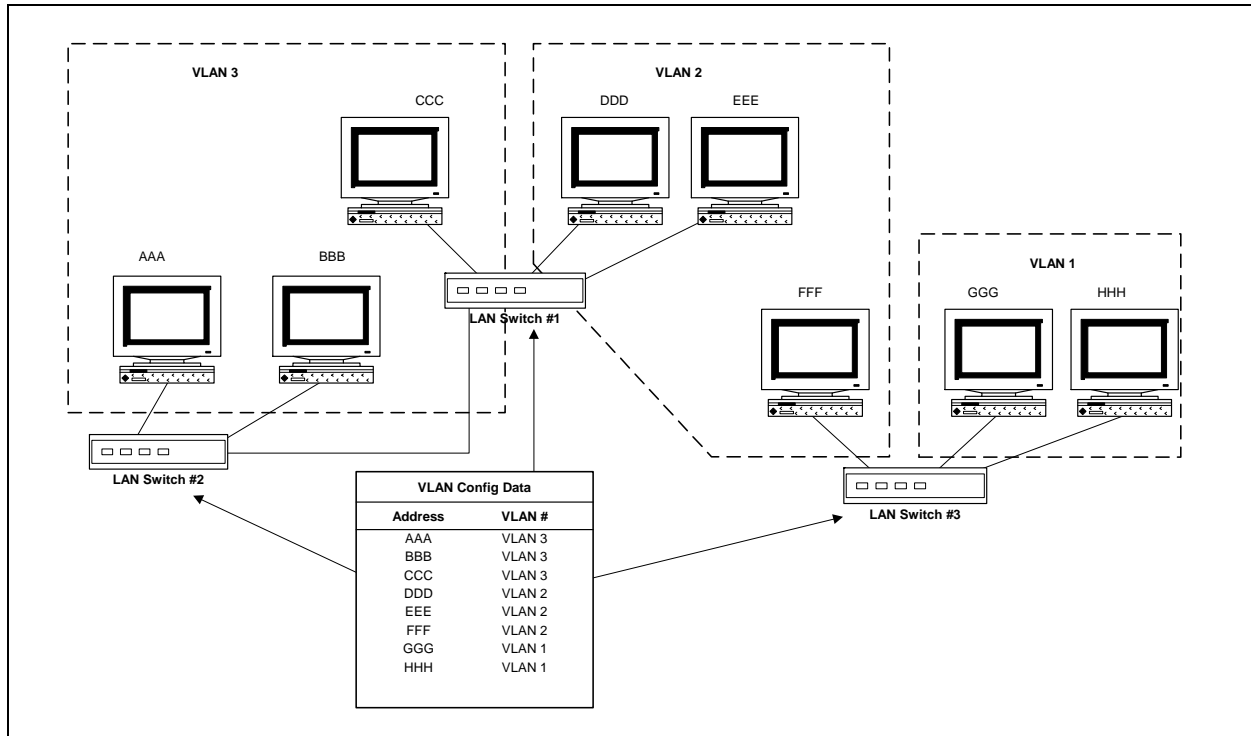 VLAN 3
VLAN 2
CCC
DDD
EEE
AAA
BBB
VLAN 1
FFF
GGG
HHH
LAN Switch #1
LAN Switch #2
LAN Switch #3
VLAN Config Data
Address VLAN #
AAA VLAN 3
BBB VLAN 3
CCC VLAN 3
DDD VLAN 2
EEE VLAN 2
FFF VLAN 2
GGG VLAN 1
HHH VLAN 1